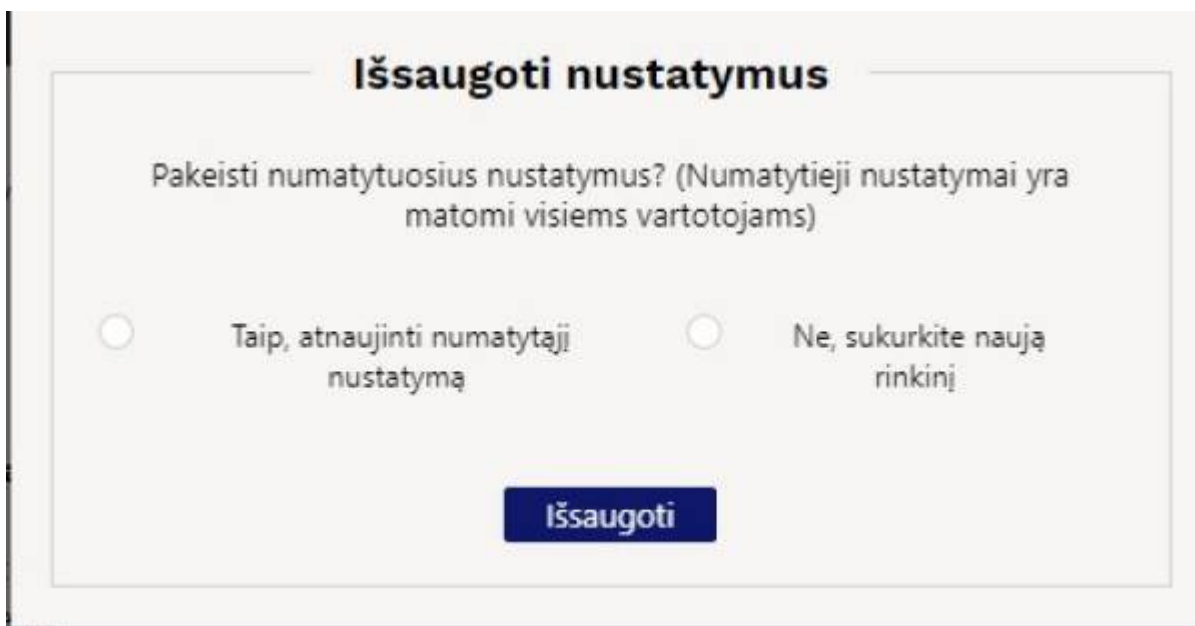 Išsaugoti nustatymus
Pakeisti numatytuosius nustatymus? (Numatytieji nustatymai yra
matomi visiems vartotojams)
Taip, atnaujinti numatytąjį
nustatymą
Ne, sukurkite naują
rinkinį
Išsaugoti